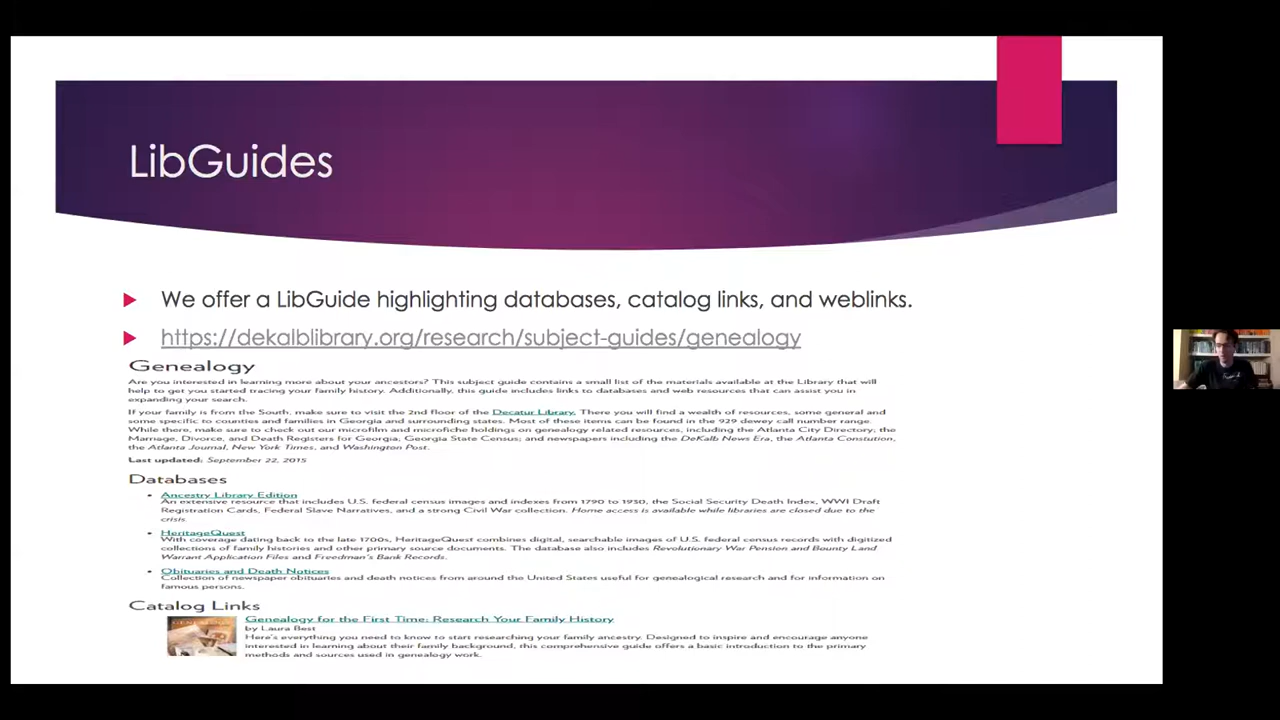 LibGuides
We offer a LibGuide highlighting databases, catalog links, and weblinks.
https://dekalblibrary.org/research/subject-guides/genealogy
Genealogy
Are you interested in learning more about your ancestors? This subject guide contains a small list of the materials available at the Library that will
help to get you started tracing your family history. Additionally, this guide includes links to databases and web resources that can assist you in
expanding your search.
If your family is from the South, make sure to visit the 2nd floor of the Decatur Library. There you will find a wealth of resources, some general and
some specific to counties and families in Georgia and surrounding states. Most of these items can be found in the 929 dewey call number range.
While there, make sure to check out our microfilm and microfiche holdings on genealogy related resources, including the Atlanta City Directory; the
Marriage, Divorce, and Death Registers for Georgia; Georgia State Census; and newspapers including the DeKalb News Era, the Atlanta Constution,
the Atlanta Journal, New York Times, and Washington Post.
Last updated: September 22, 2015
Databases
• Ancestry Library Edition
An extensive resource that includes U.S. federal census images and indexes from 1790 to 1930, the Social Security Death Index, WWI Draft
Registration Cards, Federal Slave Narratives, and a strong Civil War collection. Home access is available while libraries are closed due to the
crisis.
• HeritageQuest
With coverage dating back to the late 1700s, HeritageQuest combines digital, searchable images of U.S. federal census records with digitized
collections of family histories and other primary source documents. The database also includes Revolutionary War Pension and Bounty Land
Warrant Application Files and Freedman's Bank Records.
• Obituaries and Death Notices
Collection of newspaper obituaries and death notices from around the United States useful for genealogical research and for information on
famous persons.
Catalog Links
GENEALOGY
Genealogy for the First Time: Research Your Family History
by Laura Best
Here's everything you need to know to start researching your family ancestry. Designed to inspire and encourage anyone
interested in learning about their family background, this comprehensive guide offers a basic introduction to the primary
methods and sources used in genealogy work.